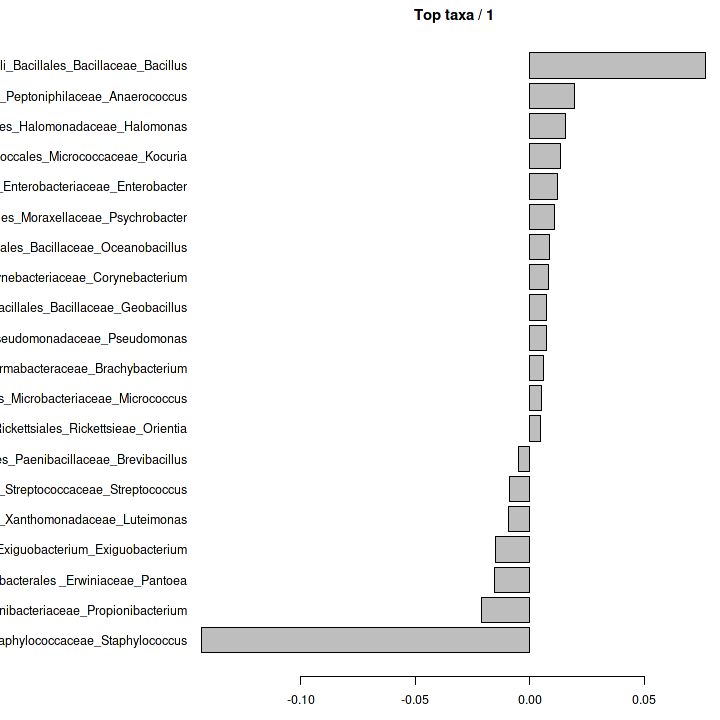 Top taxa / 1
li_Bacillales_Bacillaceae_Bacillus
_Peptoniphilaceae_Anaerococcus
es_Halomonadaceae_Halomonas
occales_Micrococcaceae_Kocuria
_Enterobacteriaceae_Enterobacter
es_Moraxellaceae_Psychrobacter
ales_Bacillaceae_Oceanobacillus
nebacteriaceae_Corynebacterium
acillales_Bacillaceae_Geobacillus
seudomonadaceae_Pseudomonas
rmabacteraceae_Brachybacterium
s_Microbacteriaceae_Micrococcus
Rickettsiales_Rickettsieae_Orientia
es_Paenibacillaceae_Brevibacillus
_Streptococcaceae_Streptococcus
_Xanthomonadaceae_Luteimonas
Exiguobacterium_Exiguobacterium
bacterales _Erwiniaceae_Pantoea
nibacteriaceae_Propionibacterium
aphylococcaceae_Staphylococcus
-0.10 -0.05 0.00 0.05